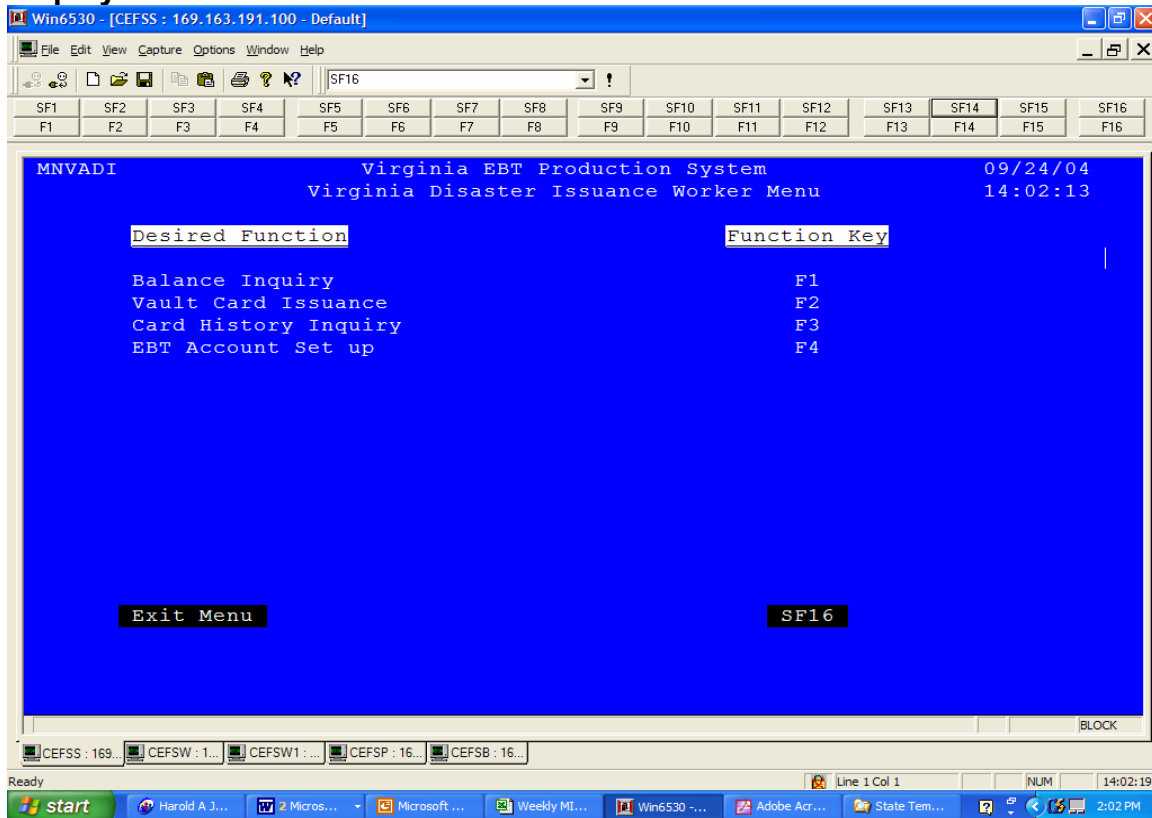 Win6530 - [CEFSS : 169.163.191.100 - Default]
File Edit View Capture Options Window Help
SF16
SF1 SF2 SF3 SF4 SF5 SF6 SF7 SF8 SF9 SF10 SF11 SF12 SF13 SF14 SF15 SF16
F1 F2 F3 F4 F5 F6 F7 F8 F9 F10 F11 F12 F13 F14 F15 F16
MNVADI Virginia EBT Production System 09/24/04
Virginia Disaster Issuance Worker Menu 14:02:13
Desired Function Function Key
Balance Inquiry F1
Vault Card Issuance F2
Card History Inquiry F3
EBT Account Set up F4
Exit Menu SF16
BLOCK
CEFSS : 169... CEFSW : 1... CEFSW1 : ... CEFSP : 16... CEFSB : 16...
Ready Line 1 Col 1 NUM 14:02:19
start Harold A J... 2 Micros... Microsoft ... Weekly MI... Win6530 -... Adobe Acr... State Tem... 2:02 PM